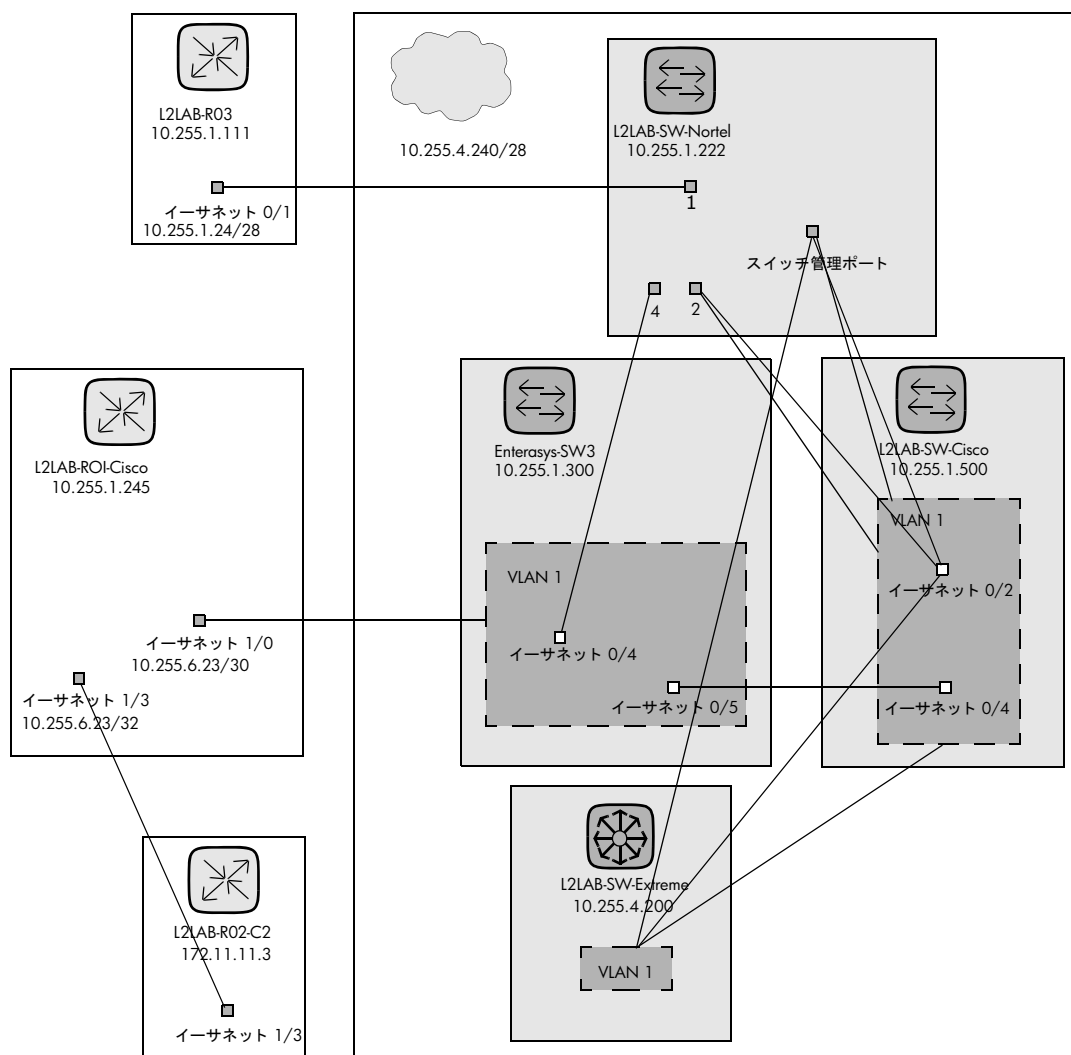 L2LAB-R03
10.255.1.111
イーサネット 0/1
10.255.1.24/28
10.255.4.240/28
L2LAB-SW-Nortel
10.255.1.222
1
スイッチ管理ポート
4
2
L2LAB-ROI-Cisco
10.255.1.245
イーサネット 1/0
10.255.6.23/30
イーサネット 1/3
10.255.6.23/32
Enterasys-SW3
10.255.1.300
VLAN 1
イーサネット 0/4
イーサネット 0/5
L2LAB-SW-Cisco
10.255.1.500
VLAN 1
イーサネット 0/2
イーサネット 0/4
L2LAB-R02-C2
172.11.11.3
イーサネット 1/3
L2LAB-SW-Extreme
10.255.4.200
VLAN 1